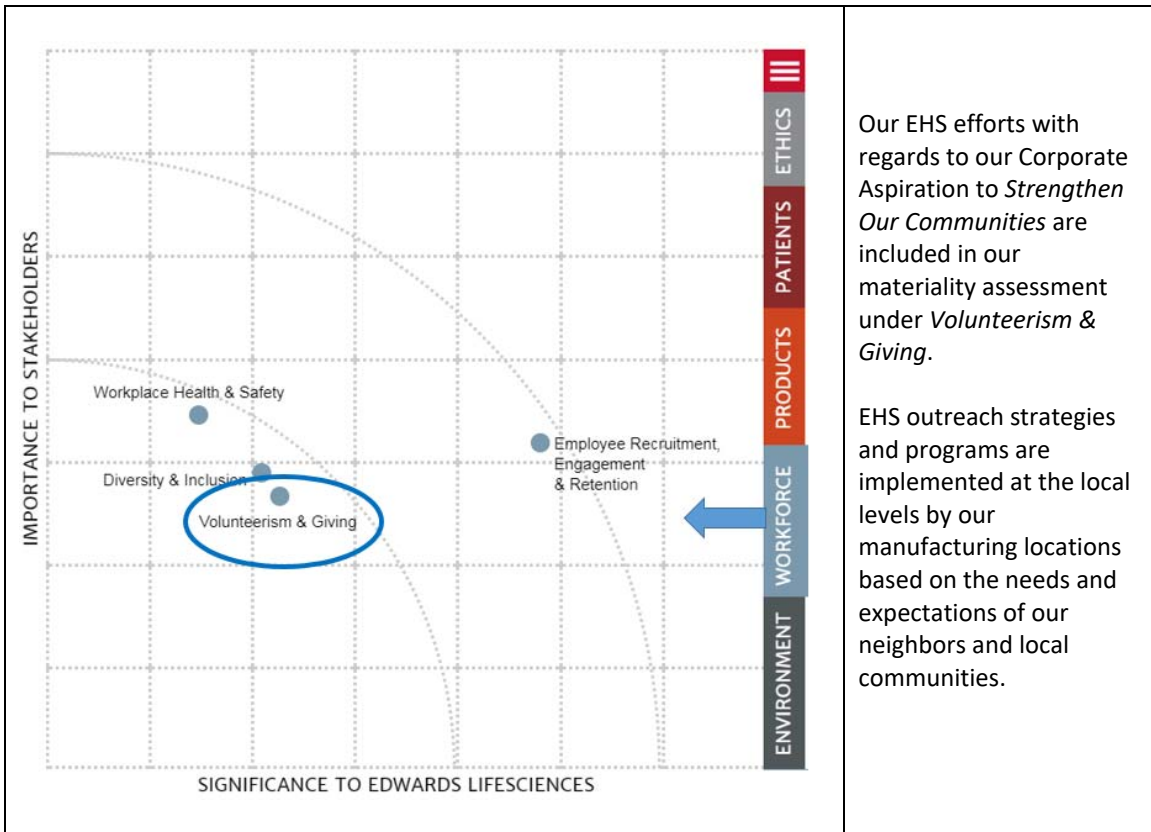 IMPORTANCE TO STAKEHOLDERS
Workplace Health & Safety
Diversity & Inclusion
Volunteerism & Giving
Employee Recruitment,
Engagement
& Retention
SIGNIFICANCE TO EDWARDS LIFESCIENCES
ETHICS
PATIENTS
PRODUCTS
WORKFORCE
ENVIRONMENT
Our EHS efforts with
regards to our Corporate
Aspiration to Strengthen
Our Communities are
included in our
materiality assessment
under Volunteerism &
Giving.
EHS outreach strategies
and programs are
implemented at the local
levels by our
manufacturing locations
based on the needs and
expectations of our
neighbors and local
communities.